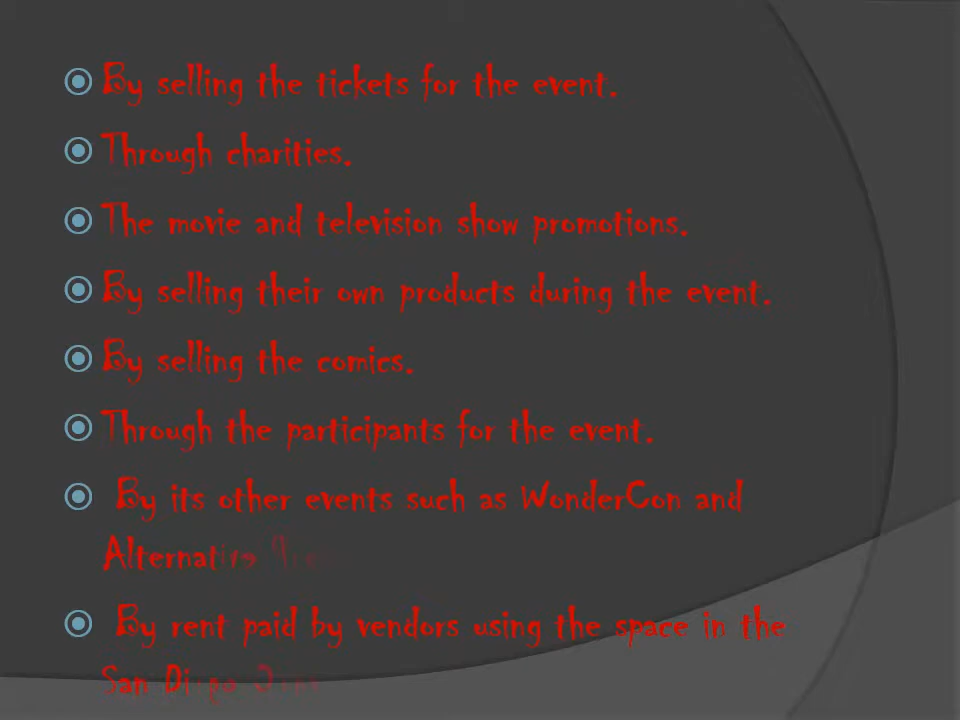 By selling the tickets for the event.
Through charities.
The movie and television show promotions.
By selling their own products during the event.
By selling the comics.
Through the participants for the event.
By its other events such as WonderCon and
Alternative
By rent paid by vendors using the space in the
San Diego